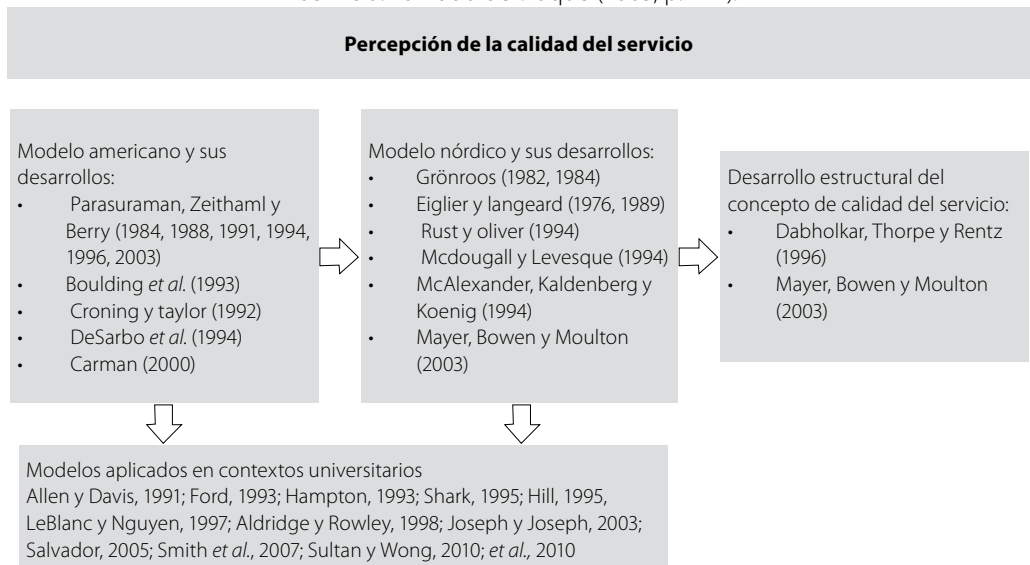 Percepción de la calidad del servicio
Modelo americano y sus
desarrollos:
• Parasuraman, Zeithaml y
Berry (1984, 1988, 1991, 1994,
1996, 2003)
• Boulding et al. (1993)
• Croning y taylor (1992)
• DeSarbo et al. (1994)
• Carman (2000)
Modelo nórdico y sus desarrollos:
• Grönroos (1982, 1984)
• Eiglier y langeard (1976, 1989)
• Rust y oliver (1994)
• Mcdougall y Levesque (1994)
• McAlexander, Kaldenberg y
Koenig (1994)
• Mayer, Bowen y Moulton
(2003)
Desarrollo estructural del
concepto de calidad del servicio:
• Dabholkar, Thorpe y Rentz
(1996)
• Mayer, Bowen y Moulton
(2003)
Modelos aplicados en contextos universitarios
Allen y Davis, 1991; Ford, 1993; Hampton, 1993; Shark, 1995; Hill, 1995,
LeBlanc y Nguyen, 1997; Aldridge y Rowley, 1998; Joseph y Joseph, 2003;
Salvador, 2005; Smith et al., 2007; Sultan y Wong, 2010; et al., 2010